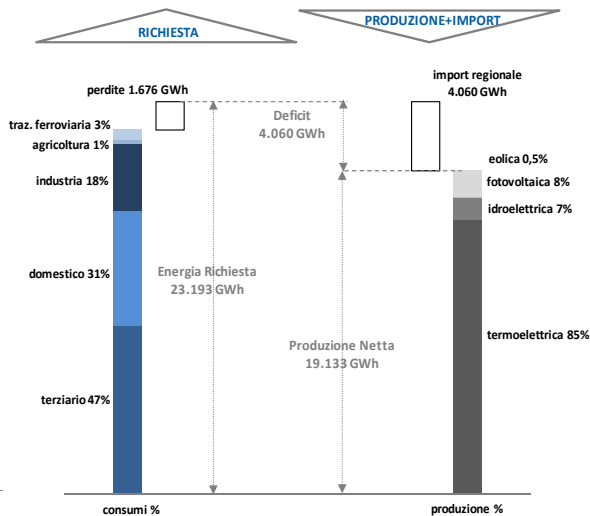 RICHIESTA
PRODUZIONE+IMPORT
perdite 1.676 GWh
import regionale
4.060 GWh
Deficit
4.060 GWh
traz. ferroviaria 3%
agricoltura 1%
industria 18%
eolica 0,5%
fotovoltaica 8%
idroelettrica 7%
domestico 31%
Energia Richiesta
23.193 GWh
Produzione Netta
19.133 GWh
termoelettrica 85%
terziario 47%
consumi %
produzione %